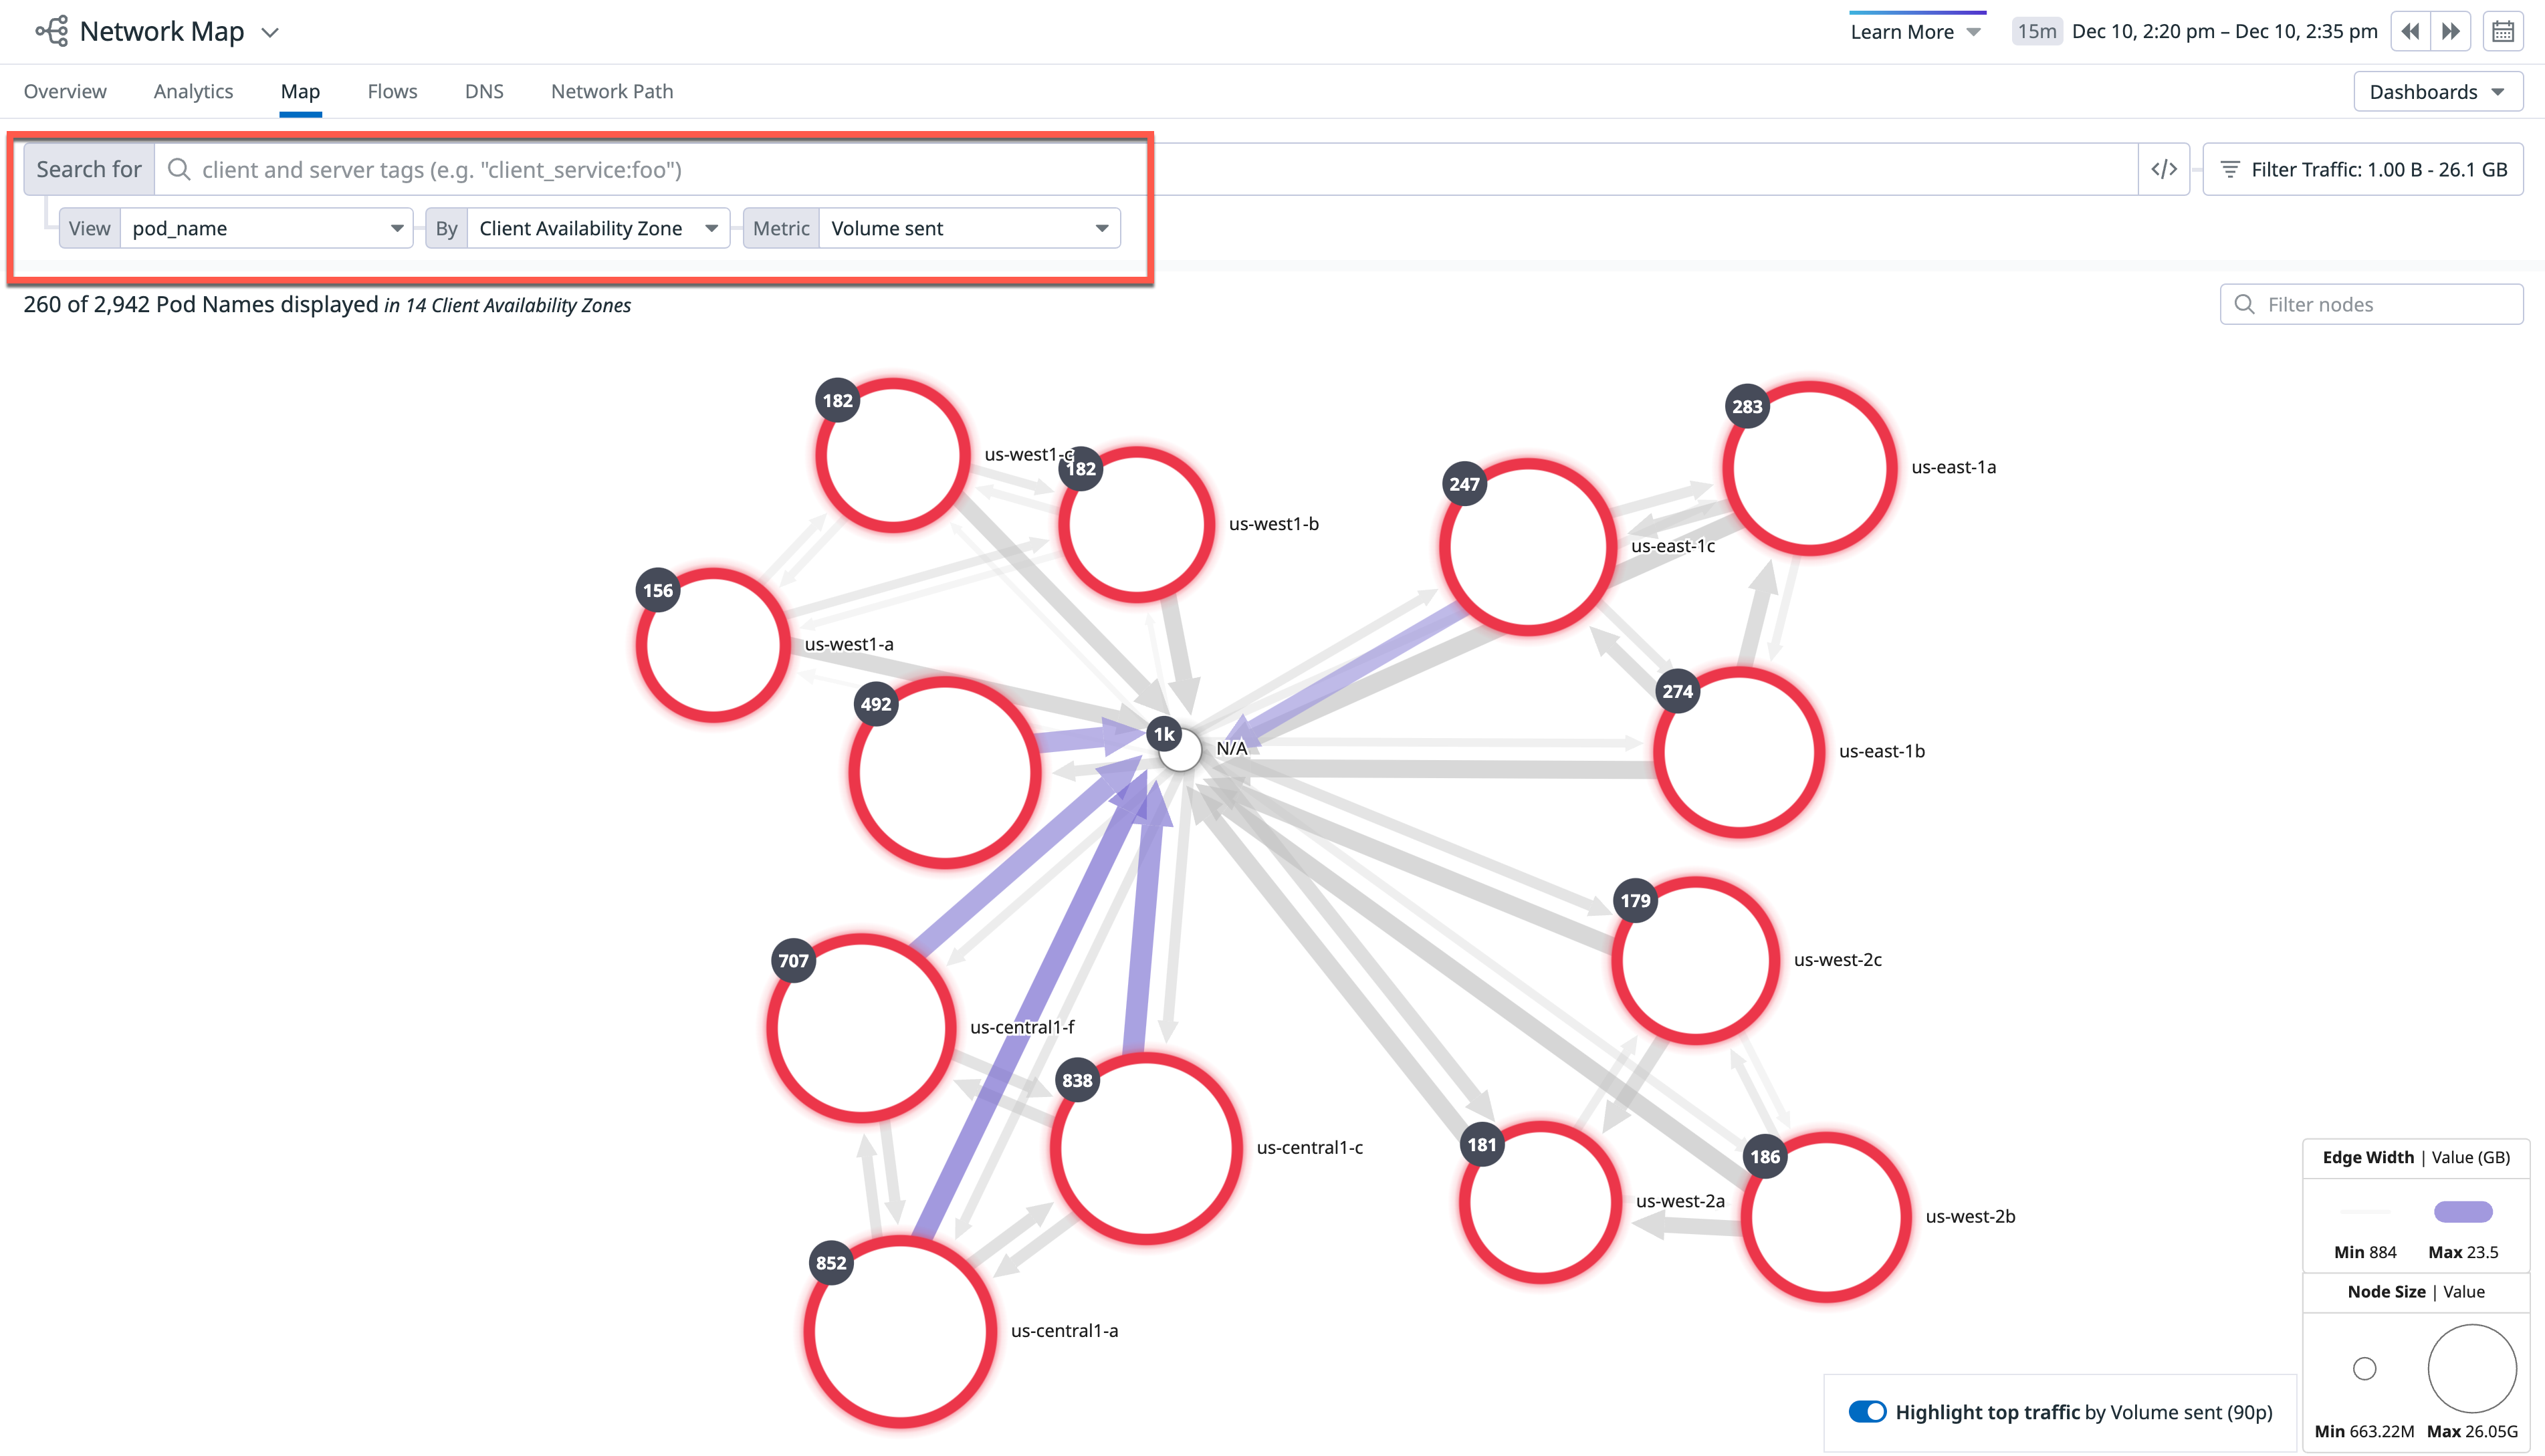 Network Map
Learn More
15m Dec 10, 2:20 pm – Dec 10, 2:35 pm
Overview Analytics Map Flows DNS Network Path
Dashboards
Search for client and server tags (e.g. "client_service:foo")
</>
Filter Traffic: 1.00 B - 26.1 GB
View pod_name By Client Availability Zone Metric Volume sent
260 of 2,942 Pod Names displayed in 14 Client Availability Zones
Filter nodes
182
us-west1-c
182
us-west1-b
283
us-east-1a
247
us-east-1c
156
us-west1-a
492
1k
N/A
274
us-east-1b
179
us-west-2c
707
us-central1-f
838
us-central1-c
181
us-west-2a
186
us-west-2b
852
us-central1-a
Edge Width | Value (GB)
Min 884 Max 23.5
Node Size | Value
Min 663.22M Max 26.05G
Highlight top traffic by Volume sent (90p)